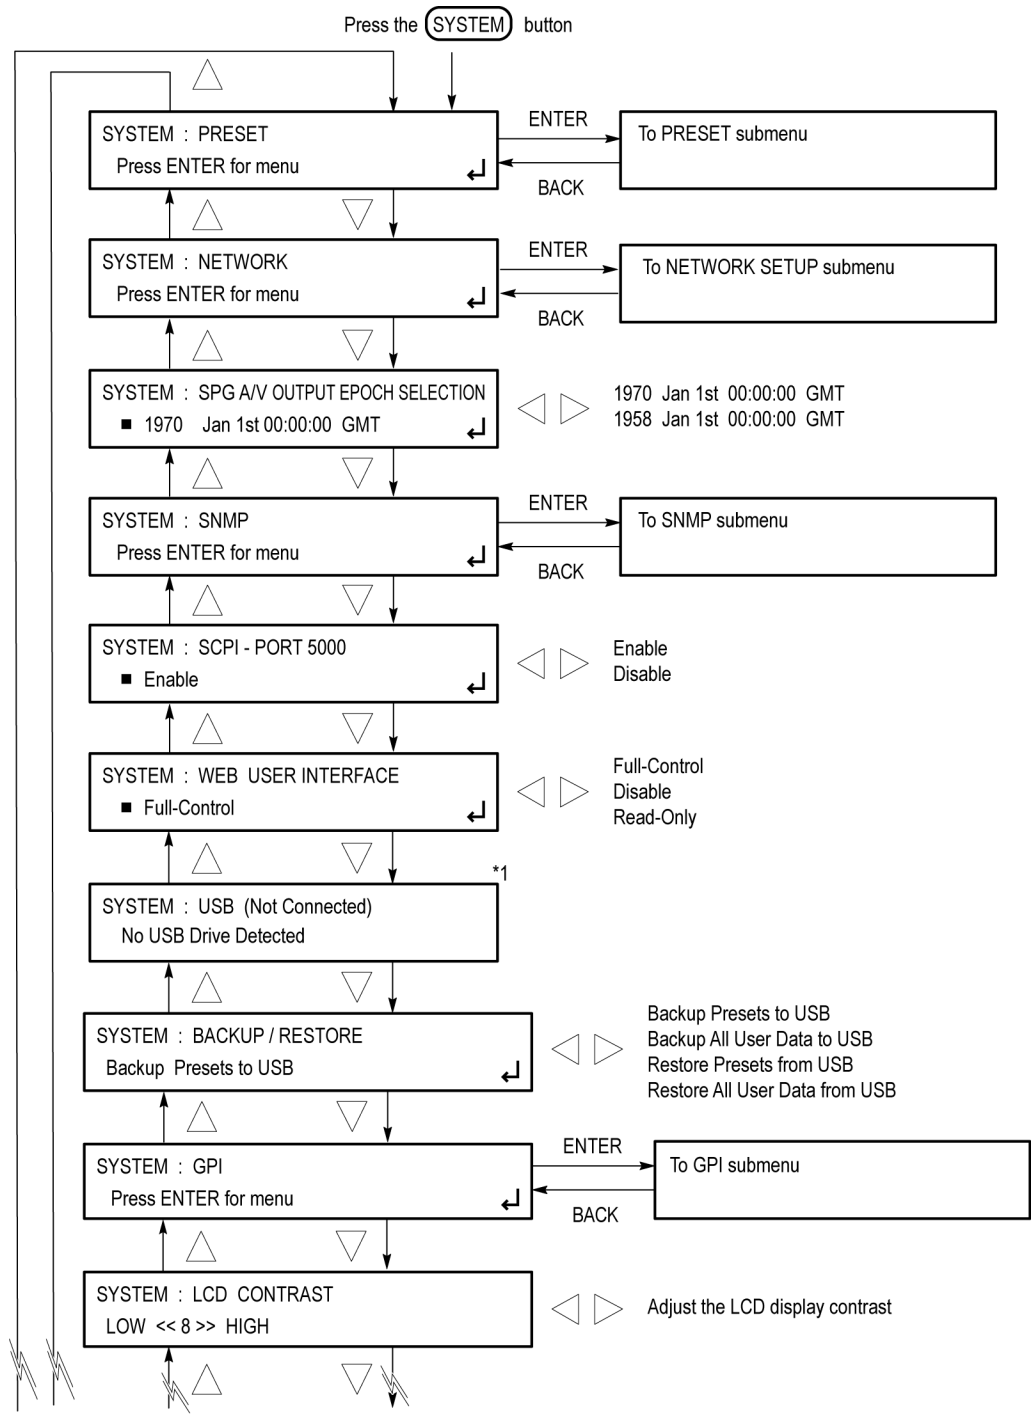 Press the SYSTEM button
SYSTEM : PRESET
Press ENTER for menu
ENTER
BACK
To PRESET submenu
SYSTEM : NETWORK
Press ENTER for menu
ENTER
BACK
To NETWORK SETUP submenu
SYSTEM : SPG A/V OUTPUT EPOCH SELECTION
■ 1970 Jan 1st 00:00:00 GMT
1970 Jan 1st 00:00:00 GMT
1958 Jan 1st 00:00:00 GMT
SYSTEM : SNMP
Press ENTER for menu
ENTER
BACK
To SNMP submenu
SYSTEM : SCPI - PORT 5000
■ Enable
Enable
Disable
SYSTEM : WEB USER INTERFACE
■ Full-Control
Full-Control
Disable
Read-Only
*1
SYSTEM : USB (Not Connected)
No USB Drive Detected
SYSTEM : BACKUP / RESTORE
Backup Presets to USB
Backup Presets to USB
Backup All User Data to USB
Restore Presets from USB
Restore All User Data from USB
SYSTEM : GPI
Press ENTER for menu
ENTER
BACK
To GPI submenu
SYSTEM : LCD CONTRAST
LOW << 8 >> HIGH
Adjust the LCD display contrast